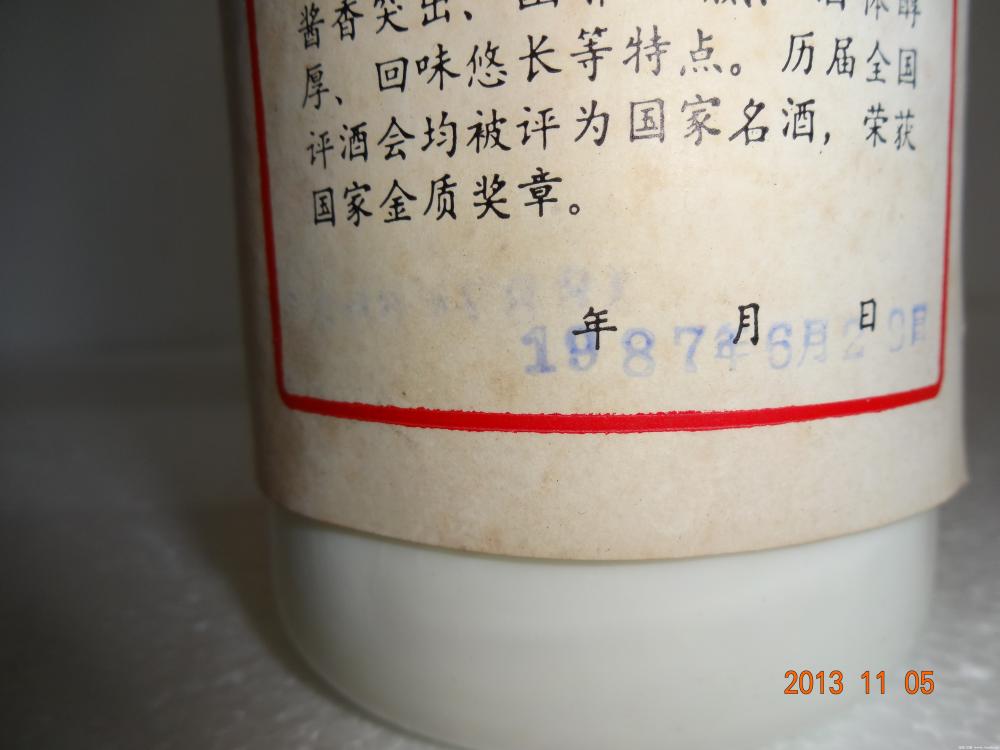 酱香突出、
厚、回味悠长等特点。历届全国
评酒会均被评为国家名酒，荣获
国家金质奖章。
年 月 日
1987年6月29日
2013 11 05